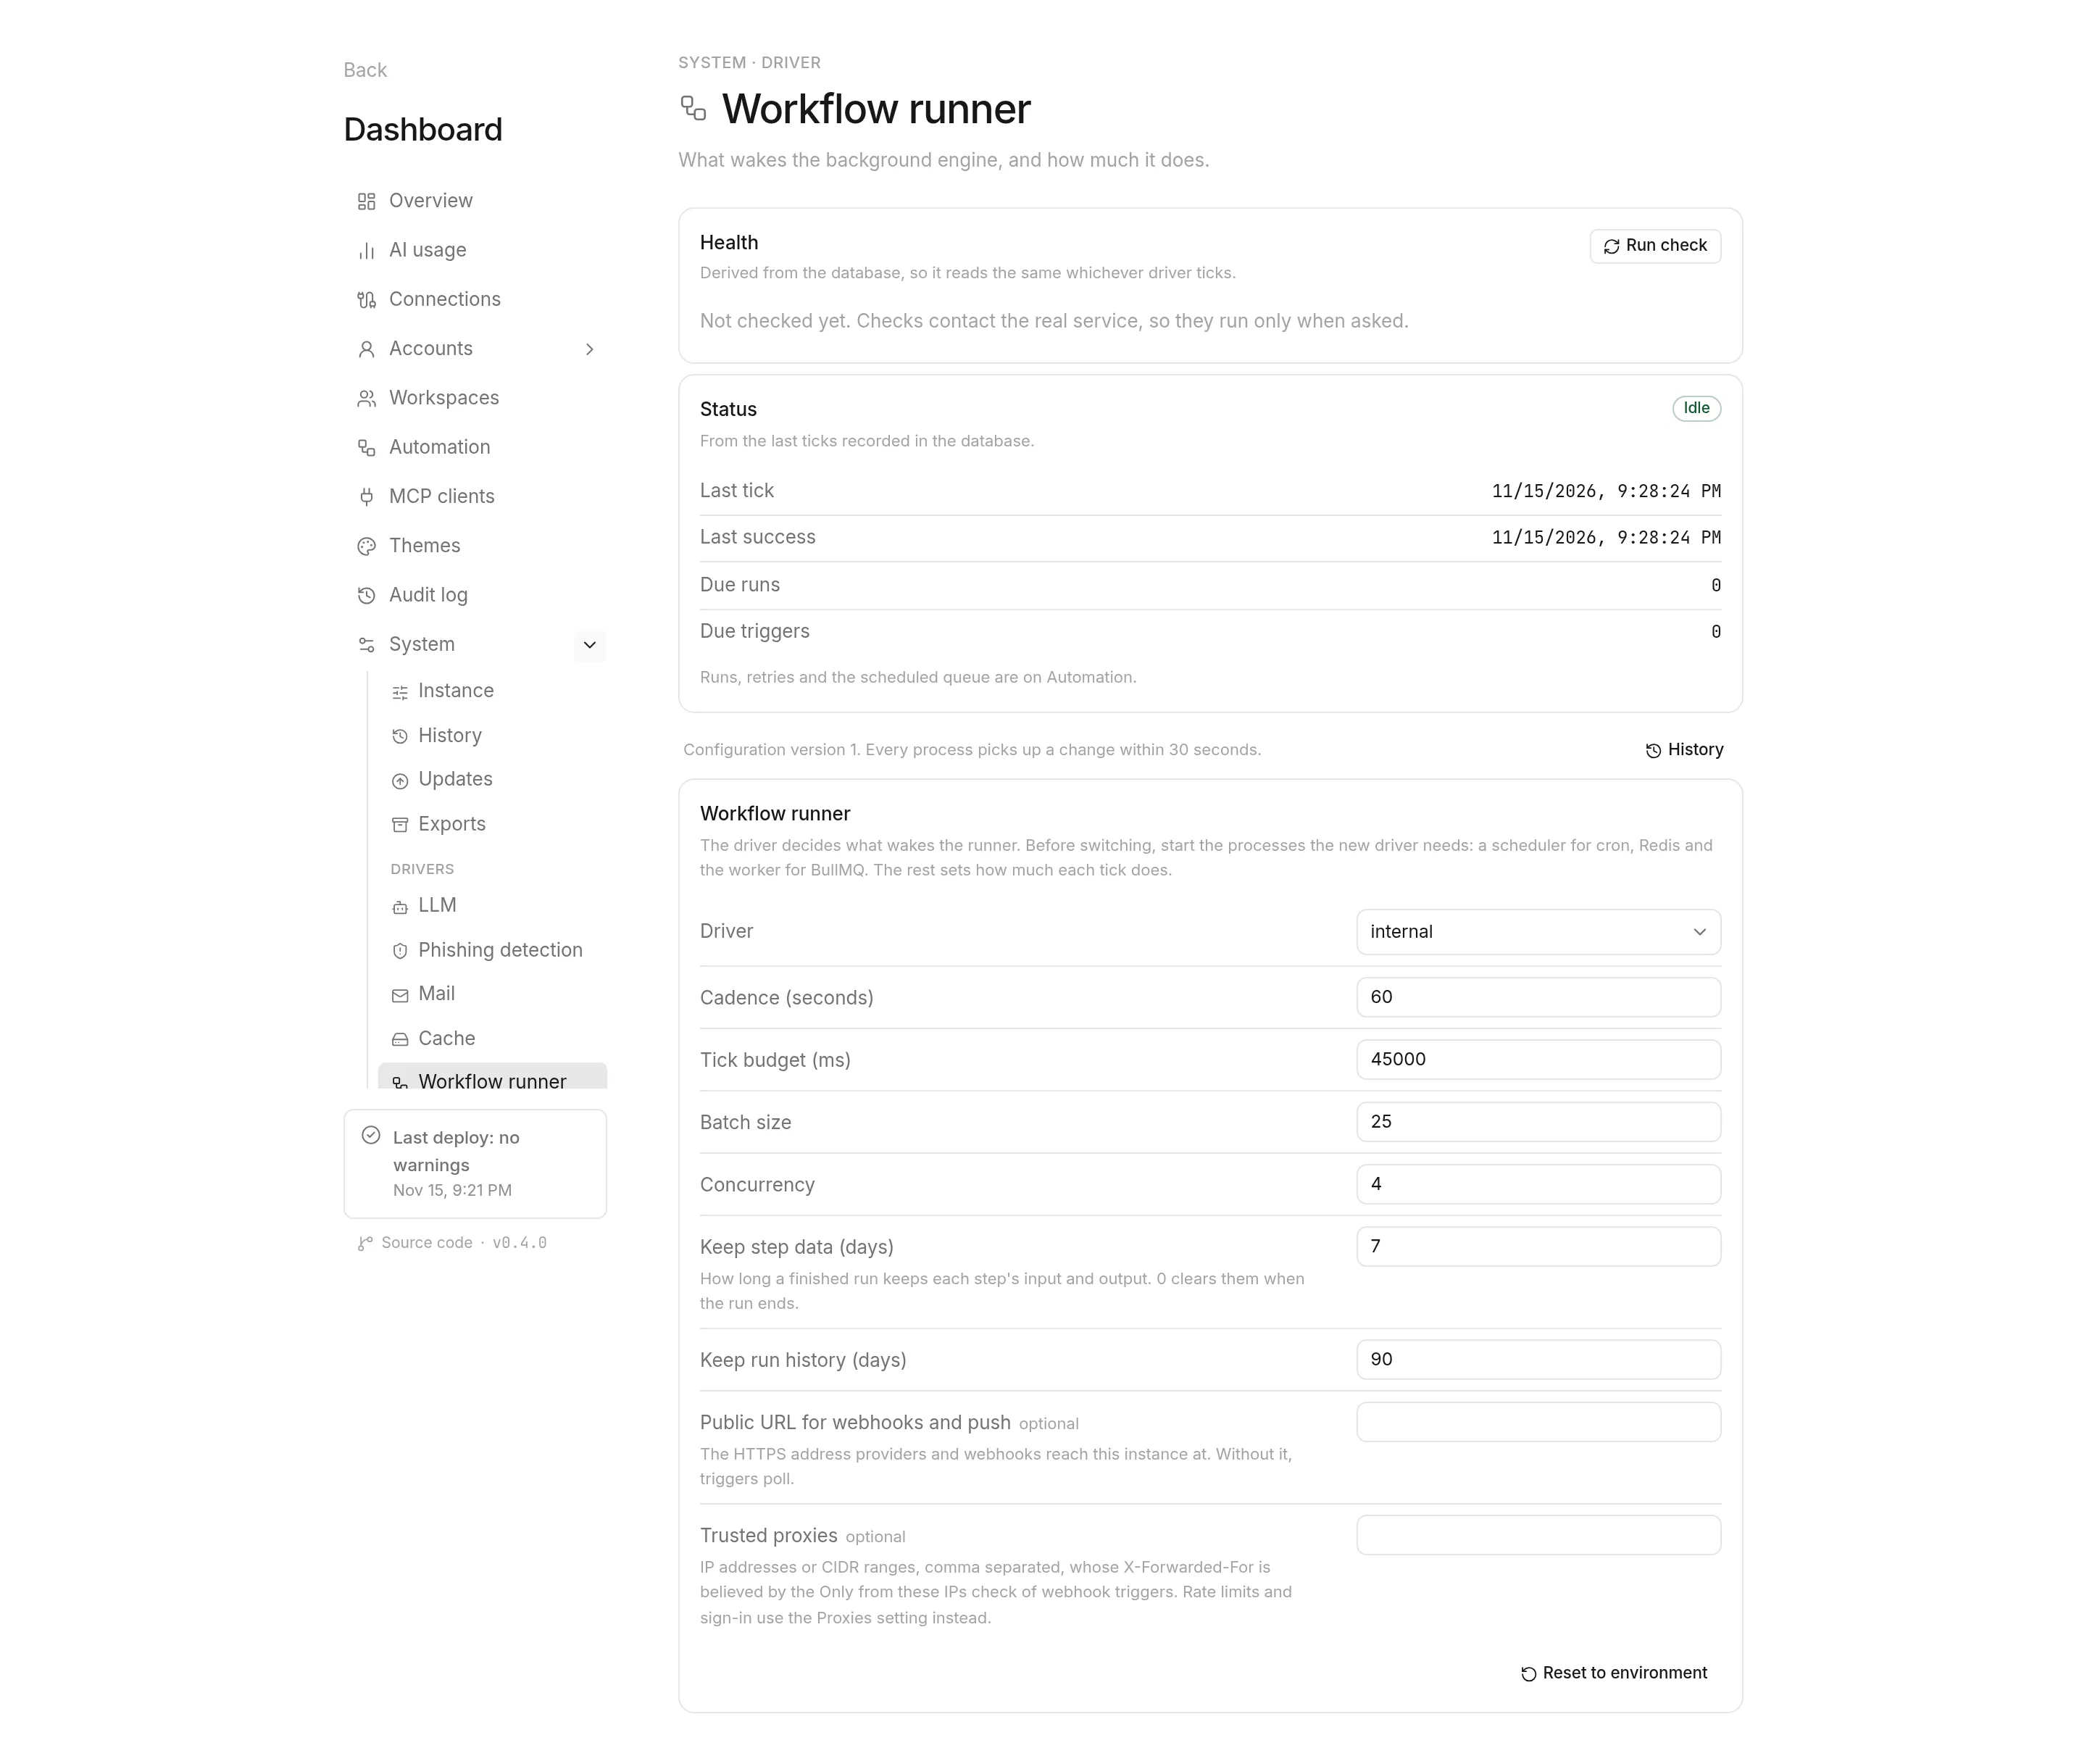 Back
Dashboard
Overview
AI usage
Connections
Accounts
Workspaces
Automation
MCP clients
Themes
Audit log
System
Instance
History
Updates
Exports
DRIVERS
LLM
Phishing detection
Mail
Cache
Workflow runner
Last deploy: no
warnings
Nov 15, 9:21 PM
Source code · v0.4.0
SYSTEM · DRIVER
Workflow runner
What wakes the background engine, and how much it does.
Health
Run check
Derived from the database, so it reads the same whichever driver ticks.
Not checked yet. Checks contact the real service, so they run only when asked.
Status
Idle
From the last ticks recorded in the database.
Last tick 11/15/2026, 9:28:24 PM
Last success 11/15/2026, 9:28:24 PM
Due runs 0
Due triggers 0
Runs, retries and the scheduled queue are on Automation.
Configuration version 1. Every process picks up a change within 30 seconds.
History
Workflow runner
The driver decides what wakes the runner. Before switching, start the processes the new driver needs: a scheduler for cron, Redis and
the worker for BullMQ. The rest sets how much each tick does.
Driver internal
Cadence (seconds) 60
Tick budget (ms) 45000
Batch size 25
Concurrency 4
Keep step data (days) 7
How long a finished run keeps each step's input and output. 0 clears them when
the run ends.
Keep run history (days) 90
Public URL for webhooks and push optional
The HTTPS address providers and webhooks reach this instance at. Without it,
triggers poll.
Trusted proxies optional
IP addresses or CIDR ranges, comma separated, whose X-Forwarded-For is
believed by the Only from these IPs check of webhook triggers. Rate limits and
sign-in use the Proxies setting instead.
Reset to environment